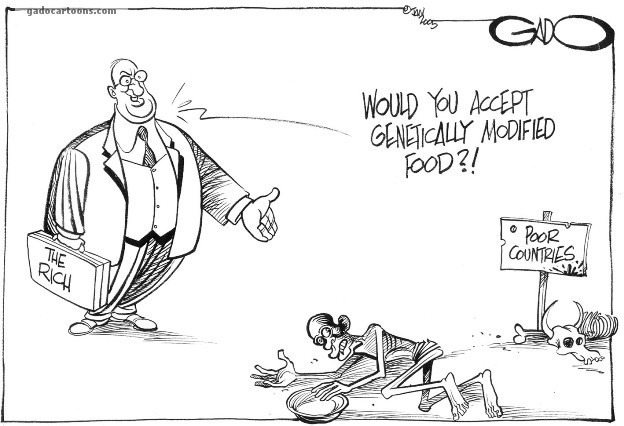 gadocartoons.com
GADO
WOULD YOU ACCEPT
GENETICALLY MODIFIED
FOOD?!
THE
RICH
POOR
COUNTRIES